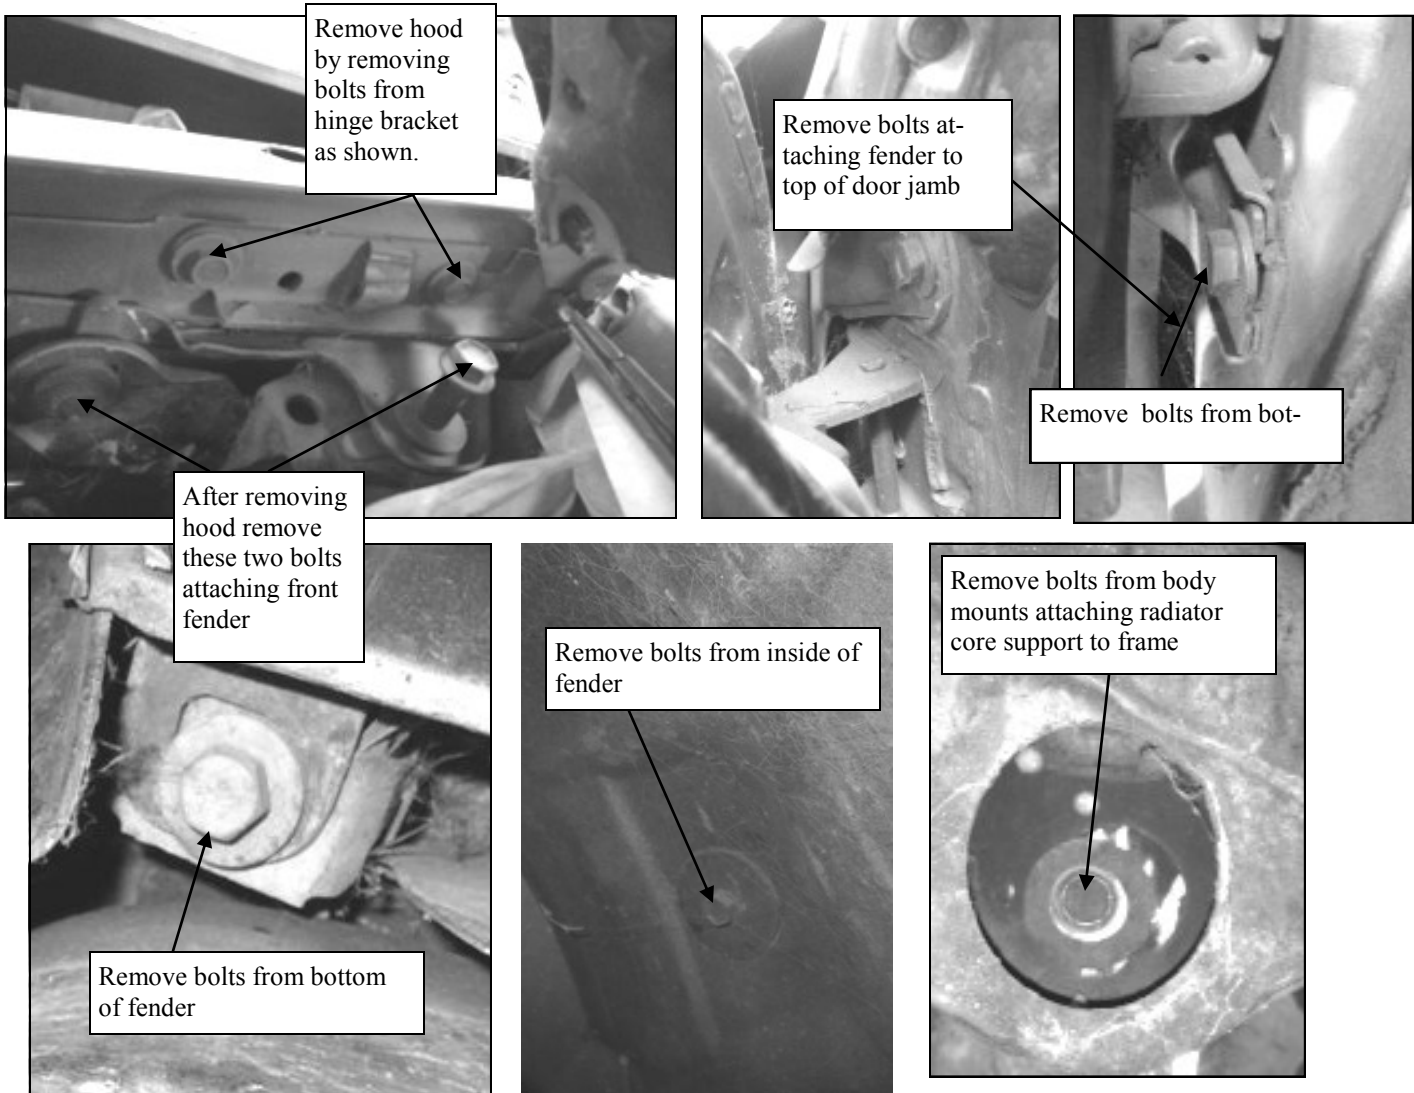 Remove hood
by removing
bolts from
hinge bracket
as shown.
Remove bolts at-
taching fender to
top of door jamb
Remove  bolts from bot-
After removing
hood remove
these two bolts
attaching front
fender
Remove bolts from bottom
of fender
Remove bolts from inside of
fender
Remove bolts from body
mounts attaching radiator
core support to frame